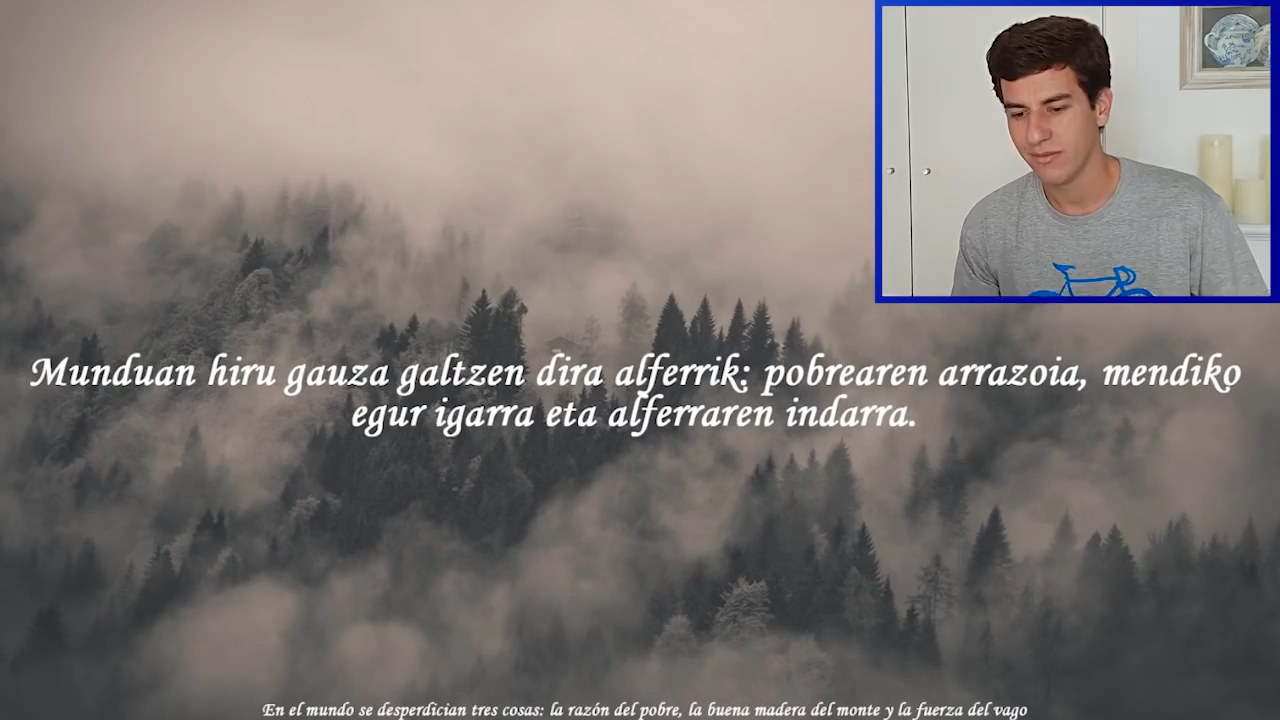 Munduan hiru gauza galtzen dira alferrik: pobrearen arrazoia, mendiko
egur igarra eta alferraren indarra.
En el mundo se desperdician tres cosas: la razón del pobre, la buena madera del monte y la fuerza del vago